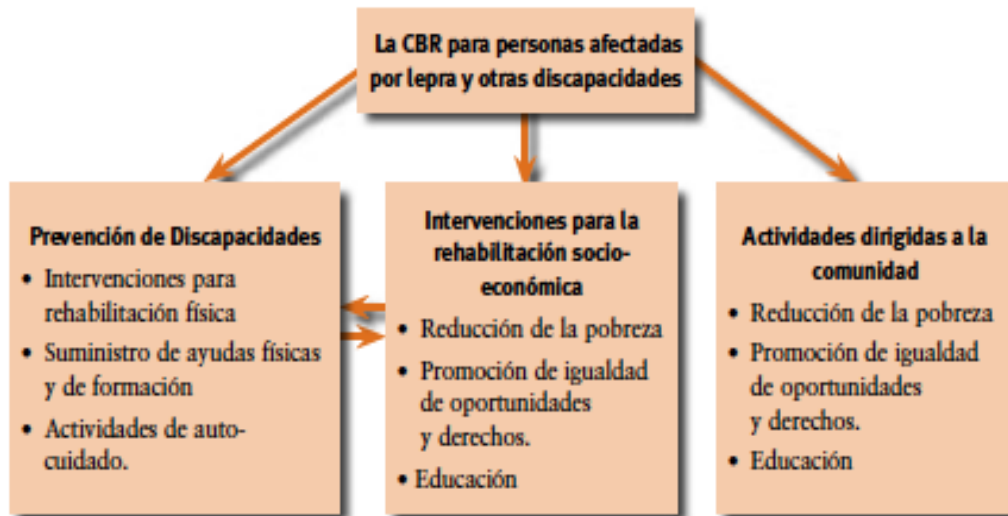 La CBR para personas afectadas
por lepra y otras discapacidades
Prevención de Discapacidades
• Intervenciones para
rehabilitación física
• Suministro de ayudas físicas
y de formación
• Actividades de auto-
cuidado.
Intervenciones para la
rehabilitación socio-
económica
• Reducción de la pobreza
• Promoción de igualdad
de oportunidades
y derechos.
• Educación
Actividades dirigidas a la
comunidad
• Reducción de la pobreza
• Promoción de igualdad
de oportunidades
y derechos.
• Educación